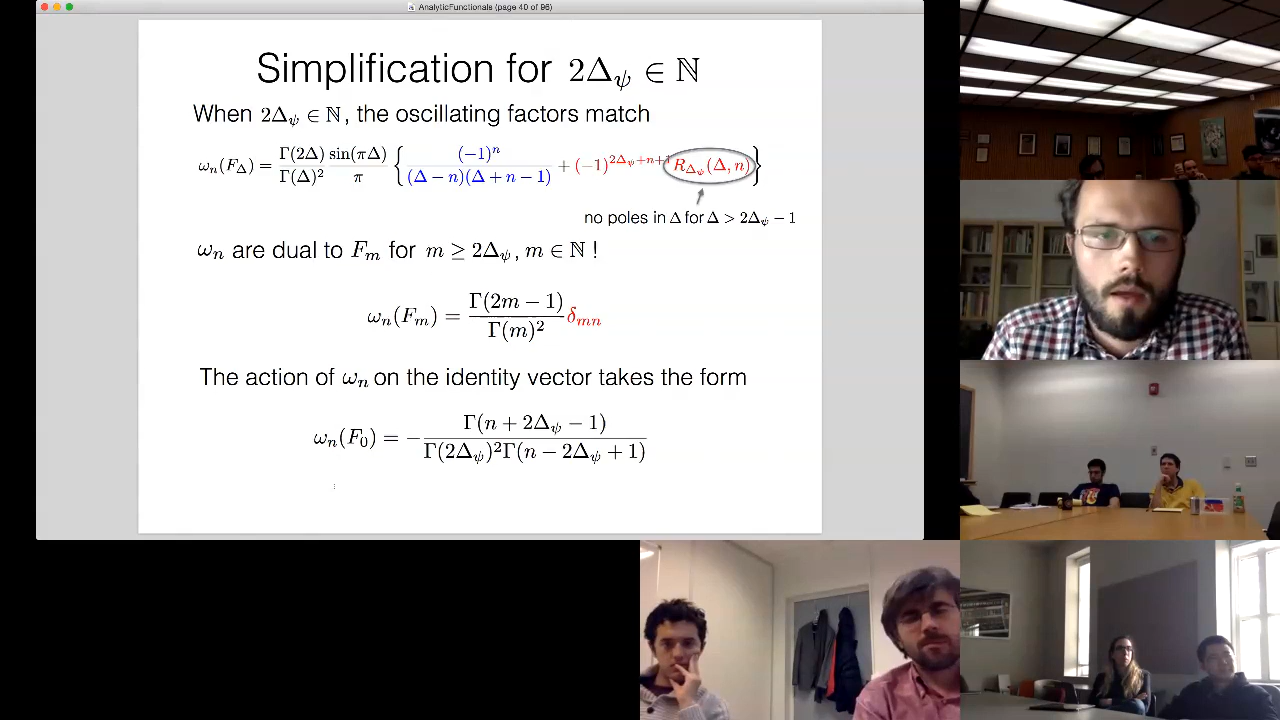 AnalyticFunctionals (page 40 of 96)
Simplification for 2Δ_ψ ∈ ℕ
When 2Δ_ψ ∈ ℕ, the oscillating factors match
ω_n(F_Δ) = Γ(2Δ)/Γ(Δ)² sin(πΔ)/π { (-1)^n/((Δ − n)(Δ + n − 1)) + (-1)^{2Δ_ψ+n+1} R_{Δ_ψ}(Δ, n) }
no poles in Δ for Δ > 2Δ_ψ − 1
ω_n are dual to F_m for m ≥ 2Δ_ψ, m ∈ ℕ !
ω_n(F_m) = Γ(2m − 1)/Γ(m)² δ_{mn}
The action of ω_n on the identity vector takes the form
ω_n(F_0) = − Γ(n + 2Δ_ψ − 1)/(Γ(2Δ_ψ)²Γ(n − 2Δ_ψ + 1))